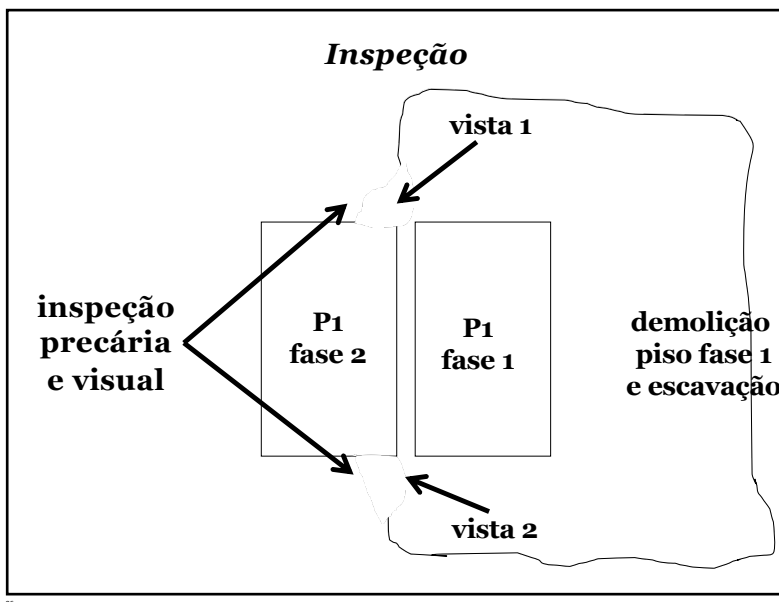 Inspeção
vista 1
inspeção
precária
e visual
P1
fase 2
P1
fase 1
demolição
piso fase 1
e escavação
vista 2